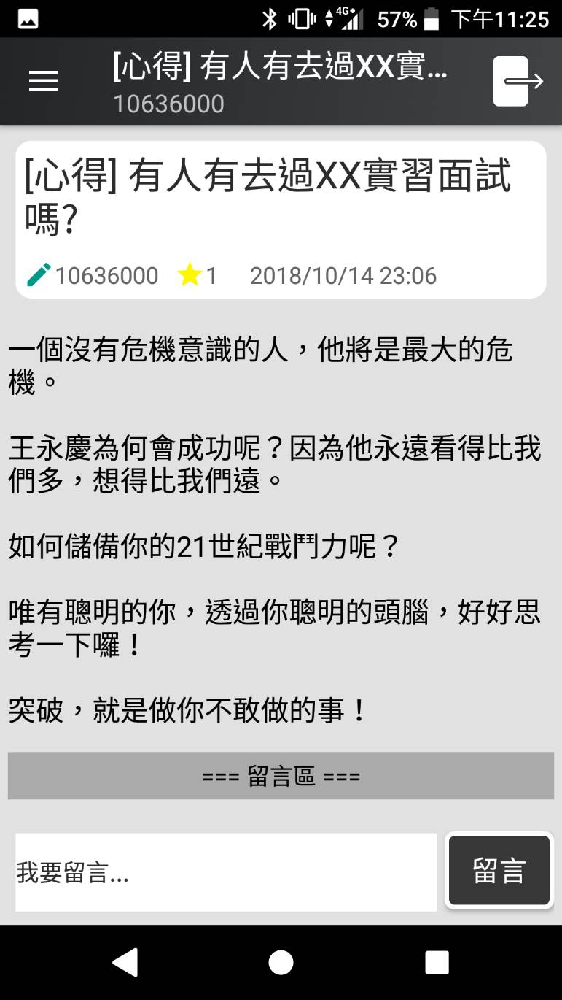 4G+ 57% 下午11:25
[心得] 有人有去過XX實...
10636000
[心得] 有人有去過XX實習面試
嗎?
10636000 1 2018/10/14 23:06
一個沒有危機意識的人，他將是最大的危
機。
王永慶為何會成功呢？因為他永遠看得比我
們多，想得比我們遠。
如何儲備你的21世紀戰鬥力呢？
唯有聰明的你，透過你聰明的頭腦，好好思
考一下囉！
突破，就是做你不敢做的事！
=== 留言區 ===
我要留言...
留言